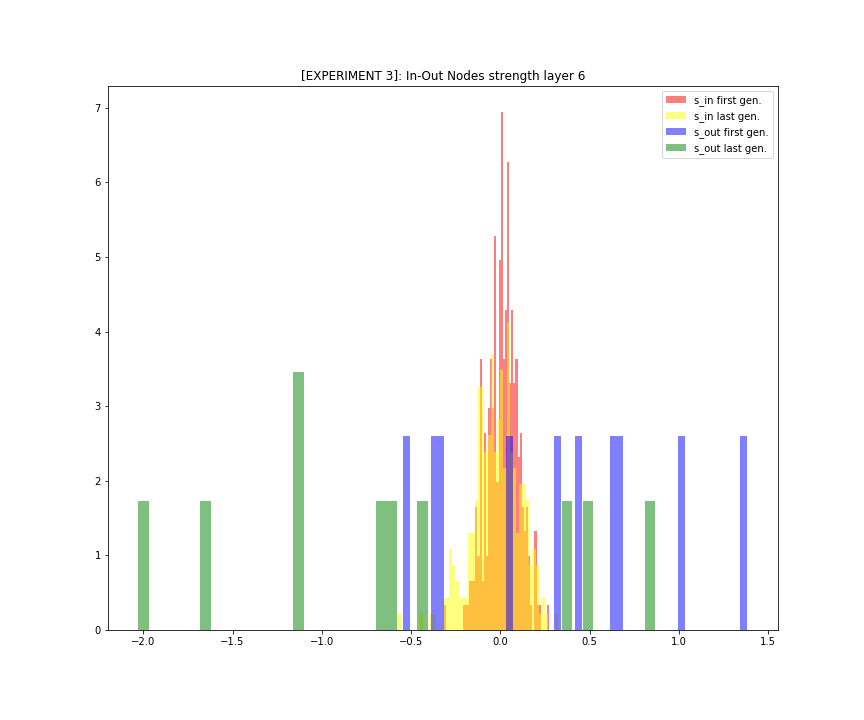 [EXPERIMENT 3]: In-Out Nodes strength layer 6
s_in first gen.
s_in last gen.
s_out first gen.
s_out last gen.
7
6
5
4
3
2
1
0
−2.0 −1.5 −1.0 −0.5 0.0 0.5 1.0 1.5